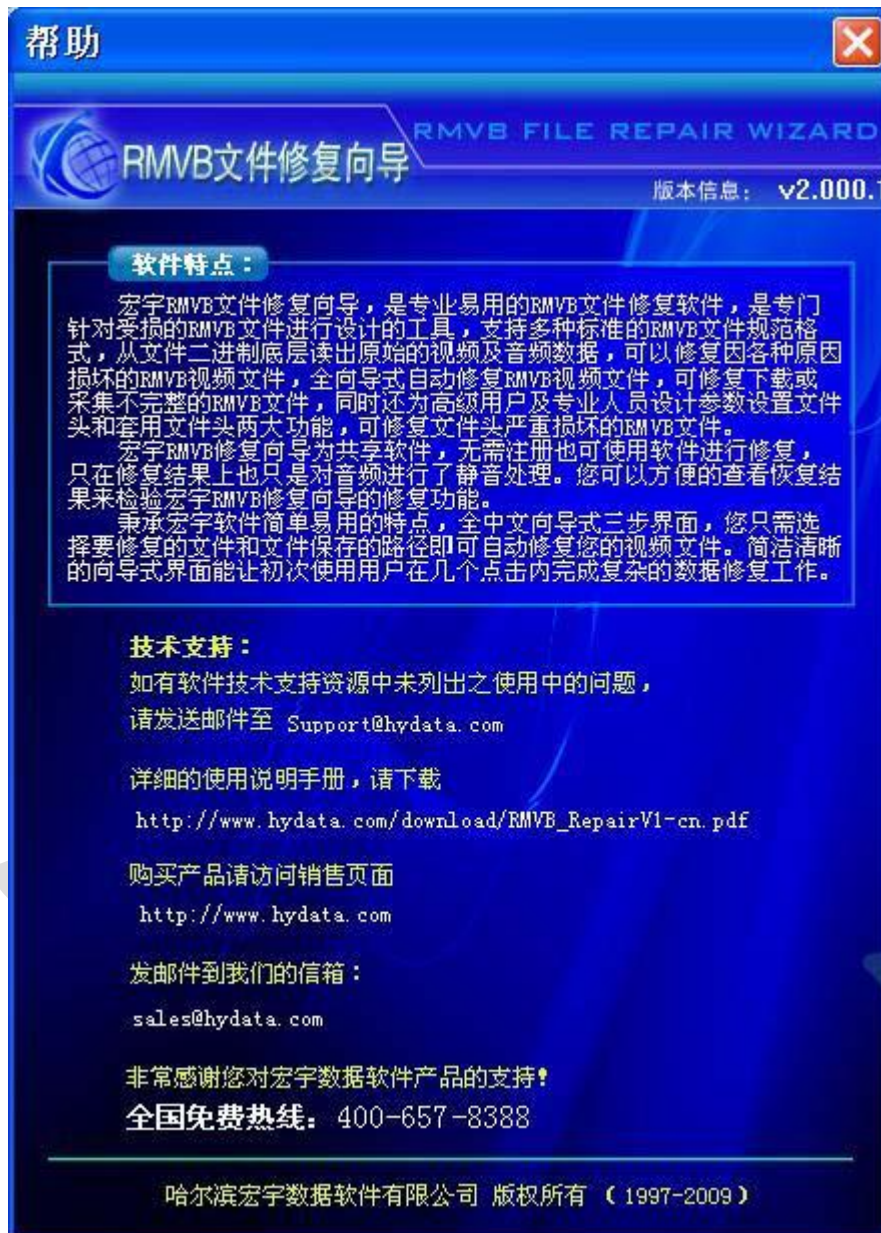 帮助
RMVB文件修复向导
RMVB FILE REPAIR WIZARD
版本信息: v2.000.1
软件特点:
宏宇RMVB文件修复向导,是专业易用的RMVB文件修复软件,是专门
针对受损的RMVB文件进行设计的工具,支持多种标准的RMVB文件规范格
式,从文件二进制底层读出原始的视频及音频数据,可以修复因各种原因
损坏的RMVB视频文件,全向导式自动修复RMVB视频文件,可修复下载或
采集不完整的RMVB文件,同时还为高级用户及专业人员设计参数设置文件
头和套用文件头两大功能,可修复文件头严重损坏的RMVB文件。
宏宇RMVB修复向导为共享软件,无需注册也可使用软件进行修复,
只在修复结果上也只是对音频进行了静音处理。您可以方便的查看恢复结
果来检验宏宇RMVB修复向导的修复功能。
秉承宏宇软件简单易用的特点,全中文向导式三步界面,您只需选
择要修复的文件和文件保存的路径即可自动修复您的视频文件。简洁清晰
的向导式界面能让初次使用用户在几个点击内完成复杂的数据修复工作。
技术支持:
如有软件技术支持资源中未列出之使用中的问题,
请发送邮件至 Support@hydata.com
详细的使用说明手册,请下载
http://www.hydata.com/download/RMVB_RepairV1-cn.pdf
购买产品请访问销售页面
http://www.hydata.com
发邮件到我们的信箱:
sales@hydata.com
非常感谢您对宏宇数据软件产品的支持!
全国免费热线: 400-657-8388
哈尔滨宏宇数据软件有限公司 版权所有 (1997-2009)